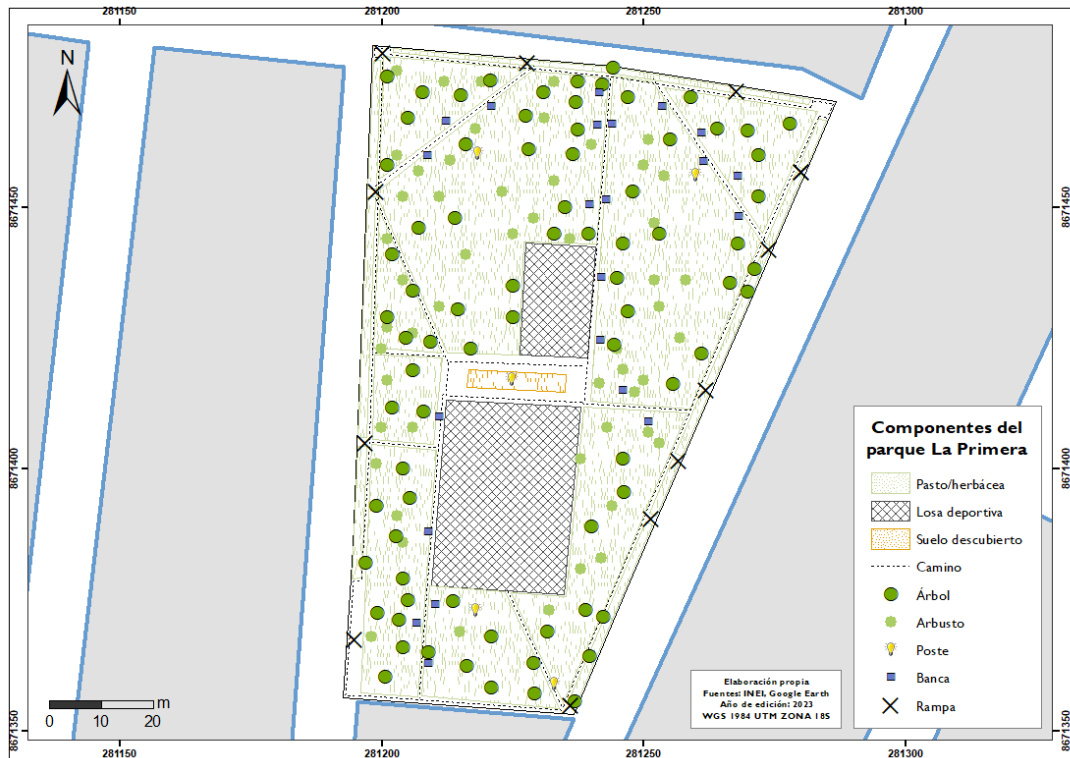 281150
281200
281250
281300
N
8671450
8671450
8671400
8671400
8671350
8671350
0
10
20
m
Componentes del
parque La Primera
Pasto/herbácea
Losa deportiva
Suelo descubierto
Camino
Árbol
Arbusto
Poste
Banca
Rampa
Elaboración propia
Fuentes: INEI, Google Earth
Año de edición: 2023
WGS 1984 UTM ZONA 18S
281150
281200
281250
281300